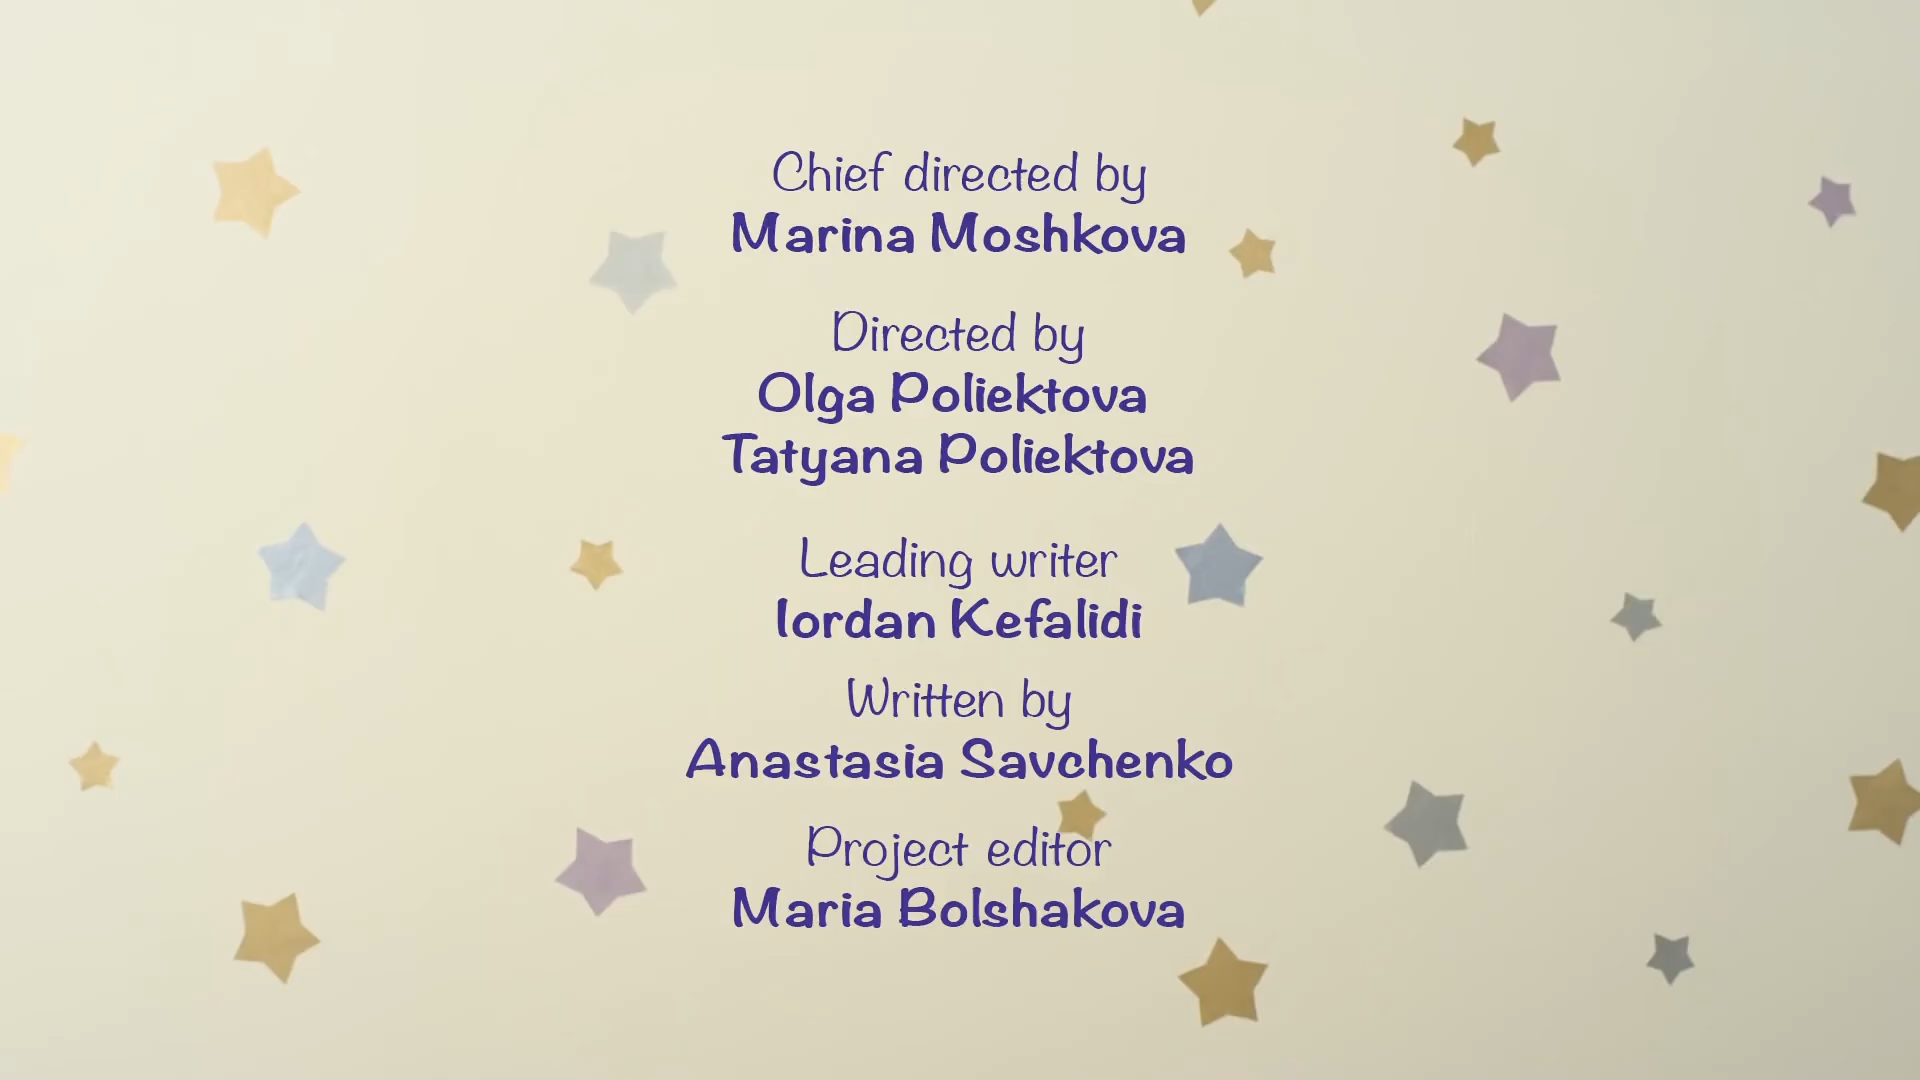 Chief directed by
Marina Moshkova
Directed by
Olga Poliektova
Tatyana Poliektova
Leading writer
Iordan Kefalidi
Written by
Anastasia Savchenko
Project editor
Maria Bolshakova